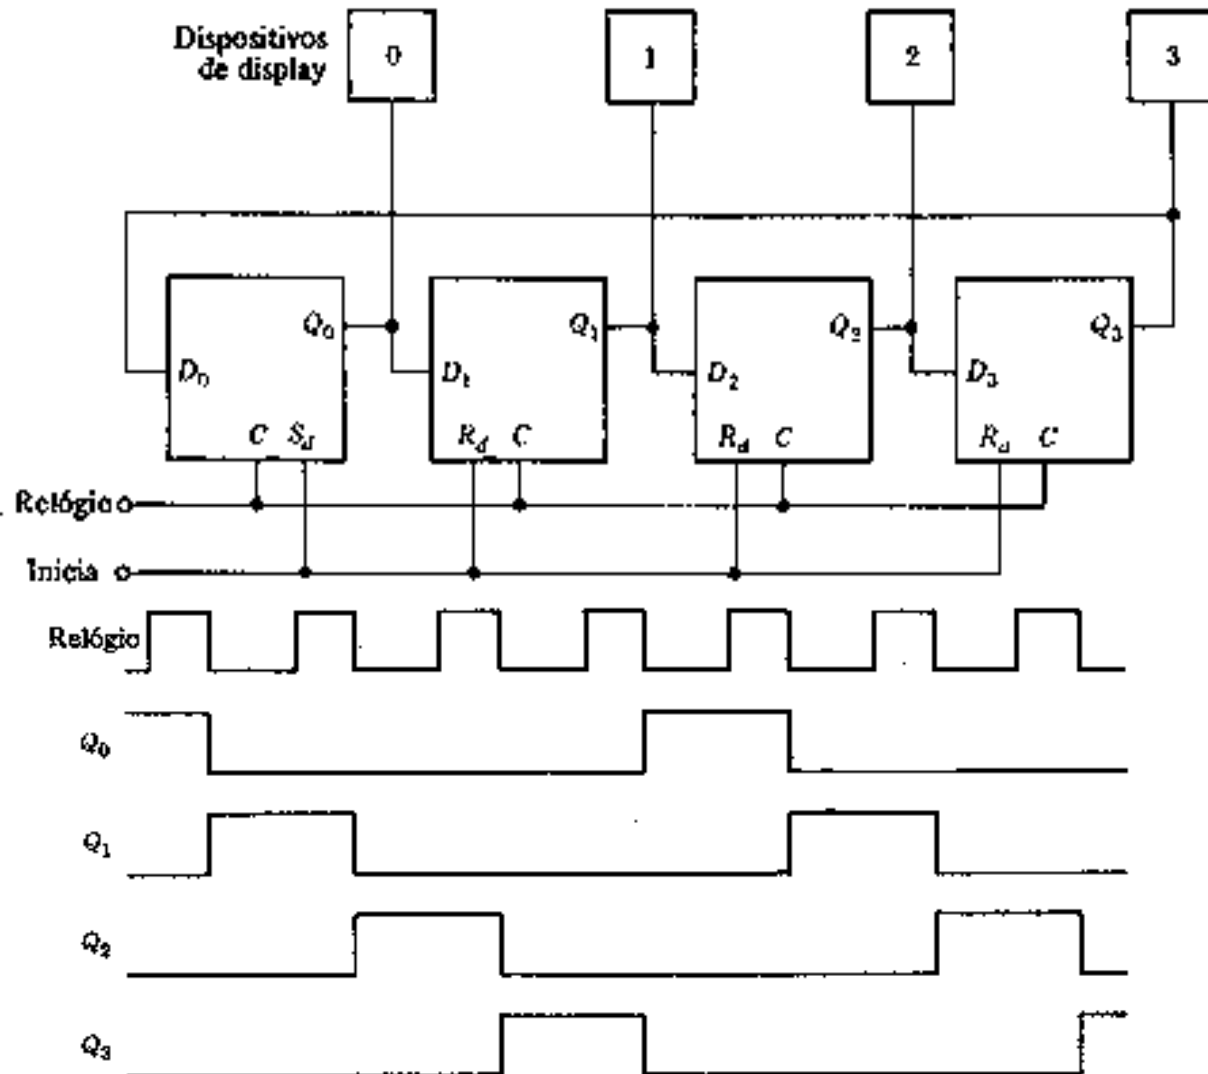 Dispositivos
de display
0 1 2 3
Q0 Q1 Q2 Q3
D0 D1 D2 D3
C Sd Rd C Rd C Rd C
Relógio
Inicia
Relógio
Q0
Q1
Q2
Q3